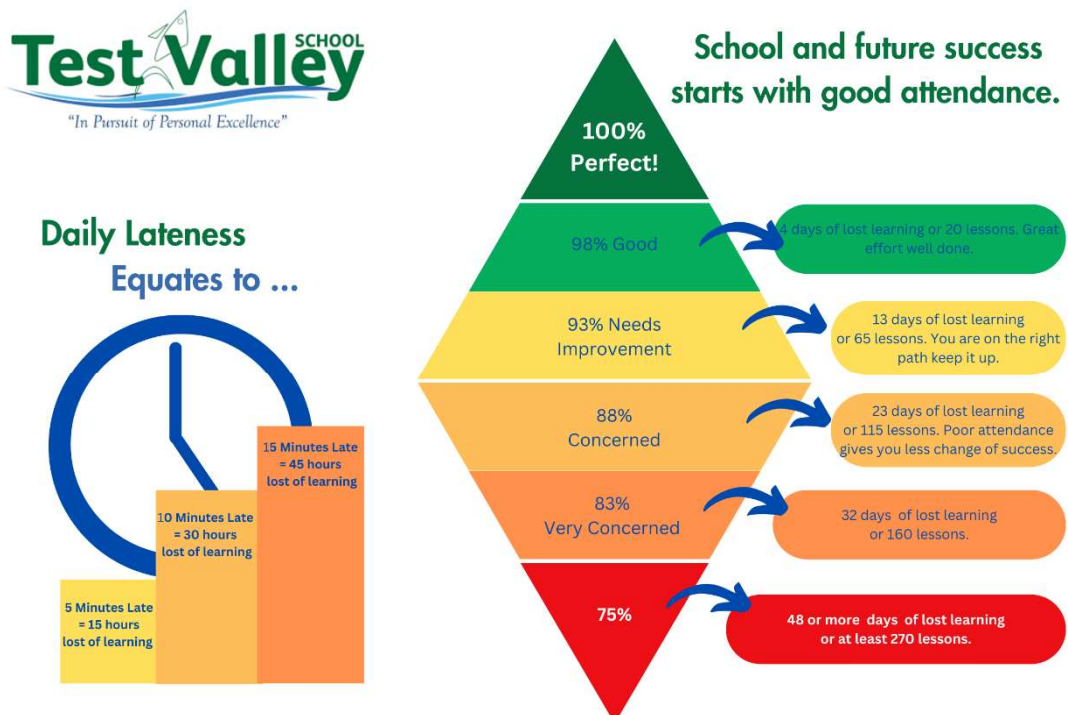 Test Valley
SCHOOL
"In Pursuit of Personal Excellence"
School and future success
starts with good attendance.
Daily Lateness
Equates to ...
5 Minutes Late
= 15 hours
lost of learning
10 Minutes Late
= 30 hours
lost of learning
15 Minutes Late
= 45 hours
lost of learning
100%
Perfect!
98% Good
4 days of lost learning or 20 lessons. Great
effort well done.
93% Needs
Improvement
13 days of lost learning
or 65 lessons. You are on the right
path keep it up.
88%
Concerned
23 days of lost learning
or 115 lessons. Poor attendance
gives you less change of success.
83%
Very Concerned
32 days of lost learning
or 160 lessons.
75%
48 or more days of lost learning
or at least 270 lessons.